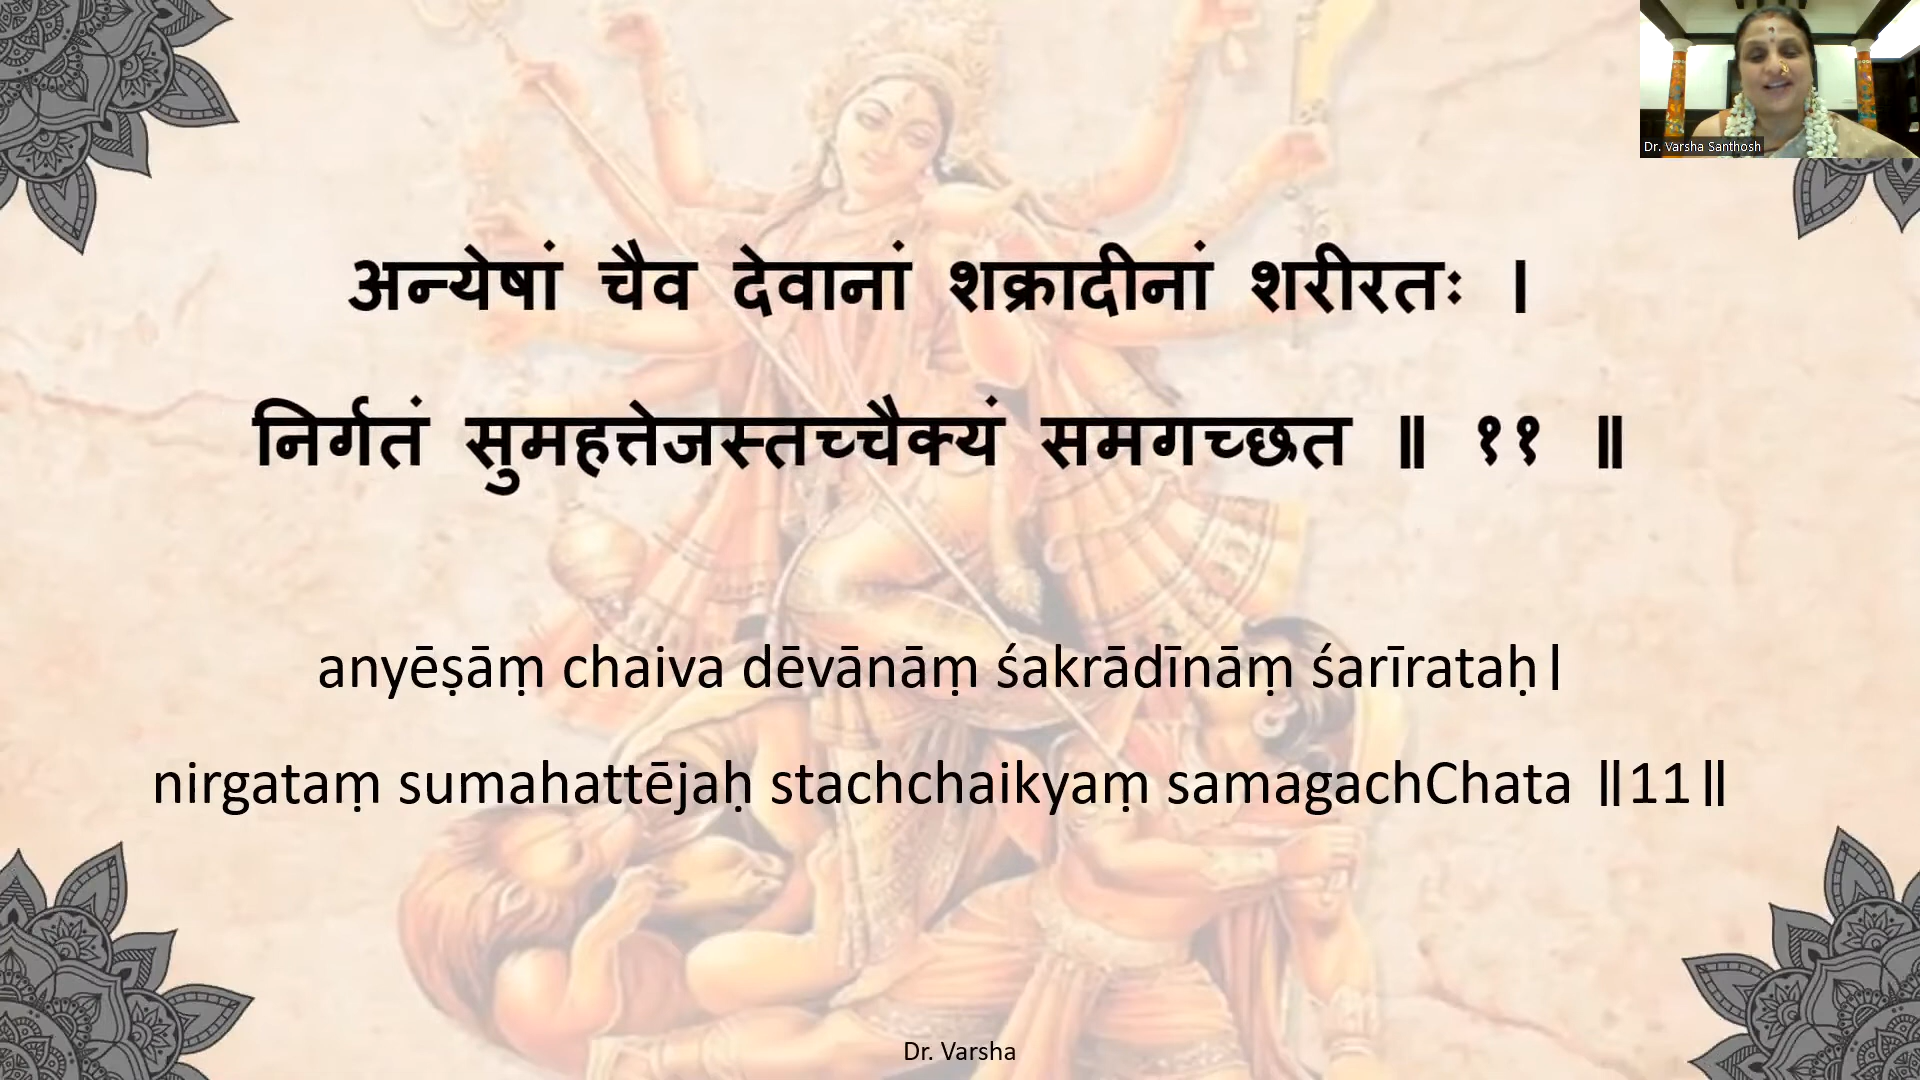 Dr. Varsha Santhosh
अन्येषां चैव देवानां शक्रादीनां शरीरतः ।
निर्गतं सुमहत्तेजस्तच्चैक्यं समगच्छत ॥ ११ ॥
anyēṣāṃ chaiva dēvānāṃ śakrādīnāṃ śarīrataḥ।
nirgataṃ sumahattējaḥ stachchaikyaṃ samagachChata ॥11॥
Dr. Varsha